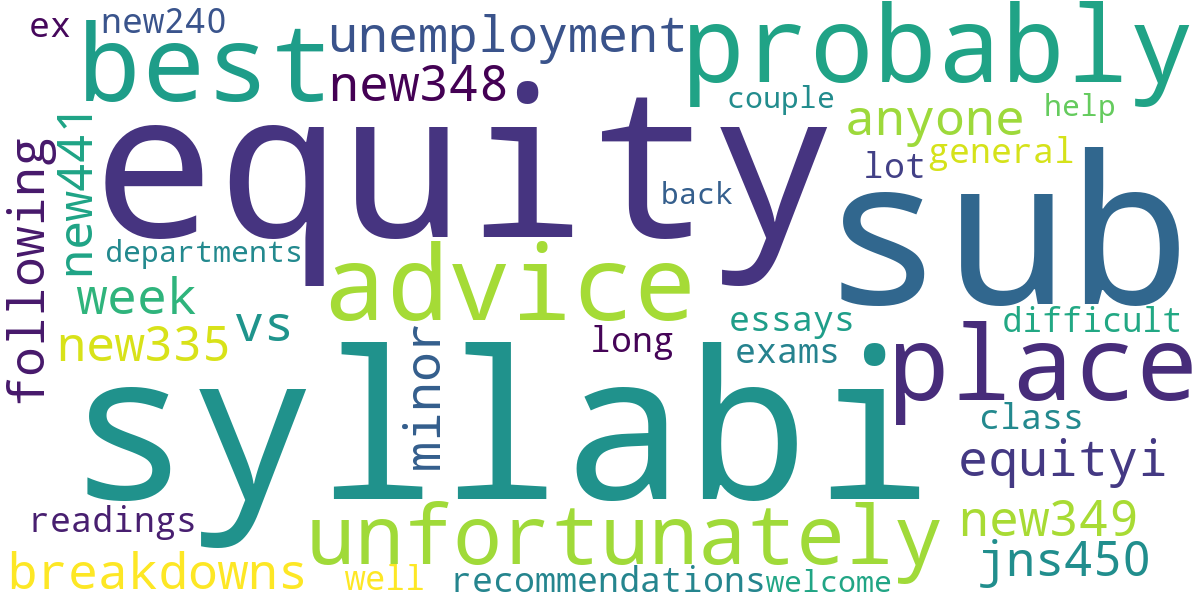 ex
new240
best
unemployment
probably
new348
couple
anyone
help
equity
new441
following
lot
general
back
sub
departments
advice
week
new335
vs
minor
long
essays
exams
difficult
place
syllabi
class
equityi
readings
unfortunately
new349
jns450
breakdowns
well
recommendations
welcome